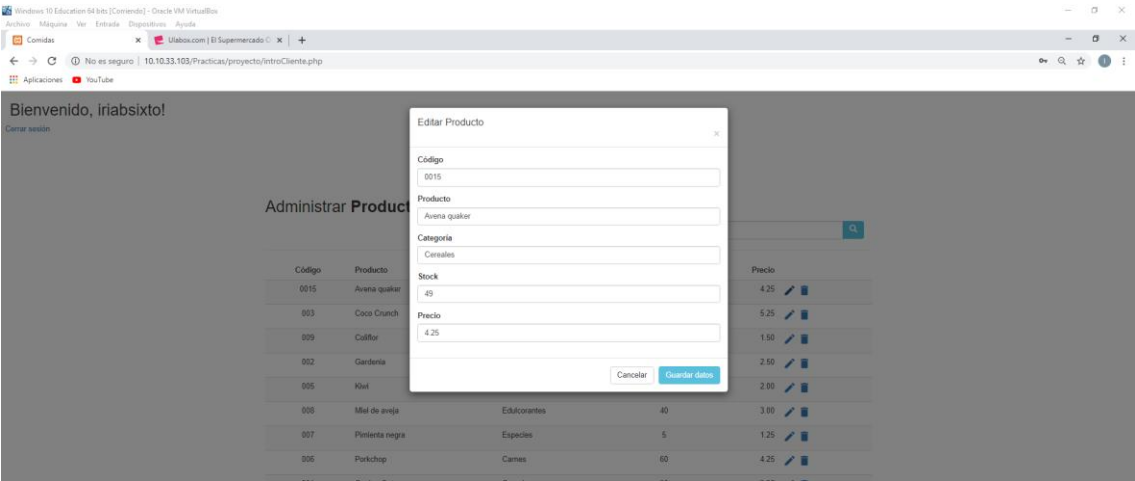 Windows 10 Education 64 bits [Corriendo] - Oracle VM VirtualBox
Archivo Máquina Ver Entrada Dispositivos Ayuda
Comidas
Ulabox.com | El Supermercado
No es seguro | 10.10.33.103/Practicas/proyecto/introCliente.php
Aplicaciones YouTube
Bienvenido, iriabsixto!
Cerrar sesión
Editar Producto
Código
0015
Producto
Avena quaker
Categoría
Cereales
Stock
49
Precio
4.25
Cancelar Guardar datos
Administrar Product
Código Producto Precio
0015 Avena quaker 4.25
003 Coco Crunch 5.25
009 Coliflor 1.50
002 Gardenia 2.50
005 Kiwi 2.00
008 Miel de aveja Edulcorantes 40 3.00
007 Pimienta negra Especies 5 1.25
006 Porkchop Carnes 60 4.25